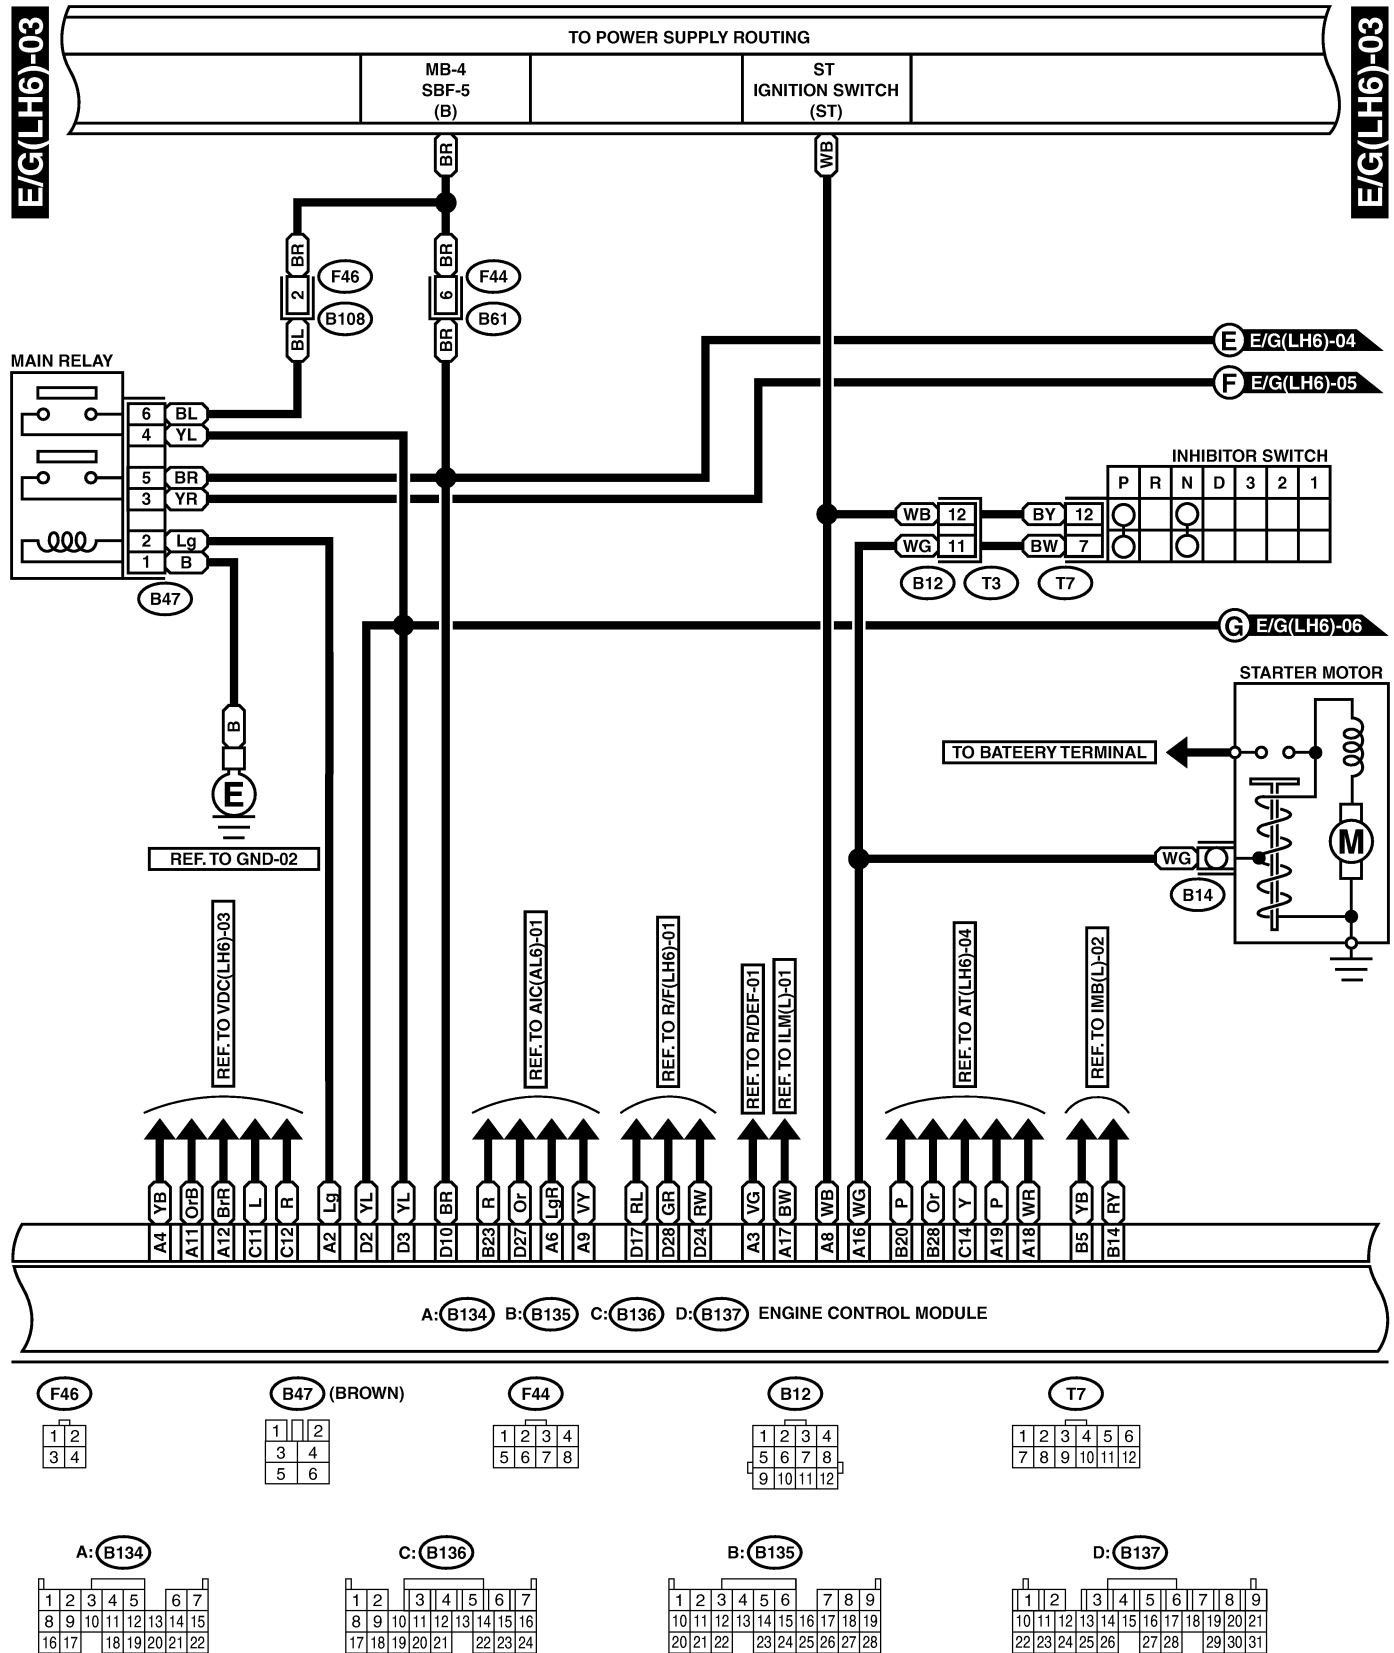 E/G(LH6)-03
E/G(LH6)-03
TO POWER SUPPLY ROUTING
MB-4
SBF-5
(B)
ST
IGNITION SWITCH
(ST)
BR
WB
BR
2
F46
B108
BL
BR
6
F44
B61
BR
E E/G(LH6)-04
F E/G(LH6)-05
MAIN RELAY
6 BL
4 YL
5 BR
3 YR
2 Lg
1 B
B47
INHIBITOR SWITCH
P R N D 3 2 1
WB 12 BY 12
WG 11 BW 7
B12 T3 T7
G E/G(LH6)-06
STARTER MOTOR
B
E
REF. TO GND-02
TO BATEERY TERMINAL
M
WG
B14
REF. TO VDC(LH6)-03
REF. TO AIC(AL6)-01
REF. TO R/F(LH6)-01
REF. TO R/DEF-01
REF. TO ILM(L)-01
REF. TO AT(LH6)-04
REF. TO IMB(L)-02
YB OrB BrR L R Lg YL YL BR R Or LgR VY RL GR RW VG BW WB WG P Or Y P WR YB RY
A4 A11 A12 C11 C12 A2 D2 D3 D10 B23 D27 A6 A9 D17 D28 D24 A3 A17 A8 A16 B20 B28 C14 A19 A18 B5 B14
A: B134 B: B135 C: B136 D: B137 ENGINE CONTROL MODULE
F46
1 2
3 4
B47 (BROWN)
1 2
3 4
5 6
F44
1 2 3 4
5 6 7 8
B12
1 2 3 4
5 6 7 8
9 10 11 12
T7
1 2 3 4 5 6
7 8 9 10 11 12
A: B134
1 2 3 4 5 6 7
8 9 10 11 12 13 14 15
16 17 18 19 20 21 22
C: B136
1 2 3 4 5 6 7
8 9 10 11 12 13 14 15 16
17 18 19 20 21 22 23 24
B: B135
1 2 3 4 5 6 7 8 9
10 11 12 13 14 15 16 17 18 19
20 21 22 23 24 25 26 27 28
D: B137
1 2 3 4 5 6 7 8 9
10 11 12 13 14 15 16 17 18 19 20 21
22 23 24 25 26 27 28 29 30 31